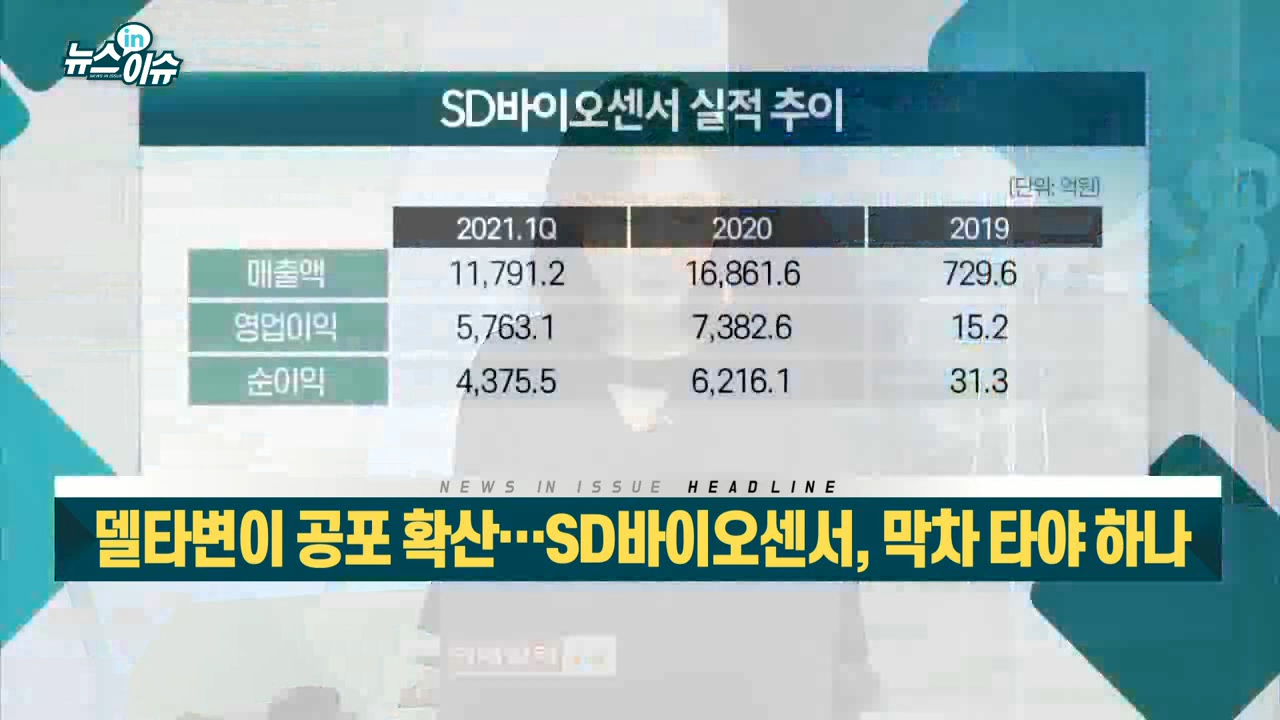 뉴스in이슈
NEWS IN ISSUE
SD바이오센서 실적 추이
(단위: 억원)
2021.1Q 2020 2019
매출액 11,791.2 16,861.6 729.6
영업이익 5,763.1 7,382.6 15.2
순이익 4,375.5 6,216.1 31.3
NEWS IN ISSUE HEADLINE
델타변이 공포 확산…SD바이오센서, 막차 타야 하나